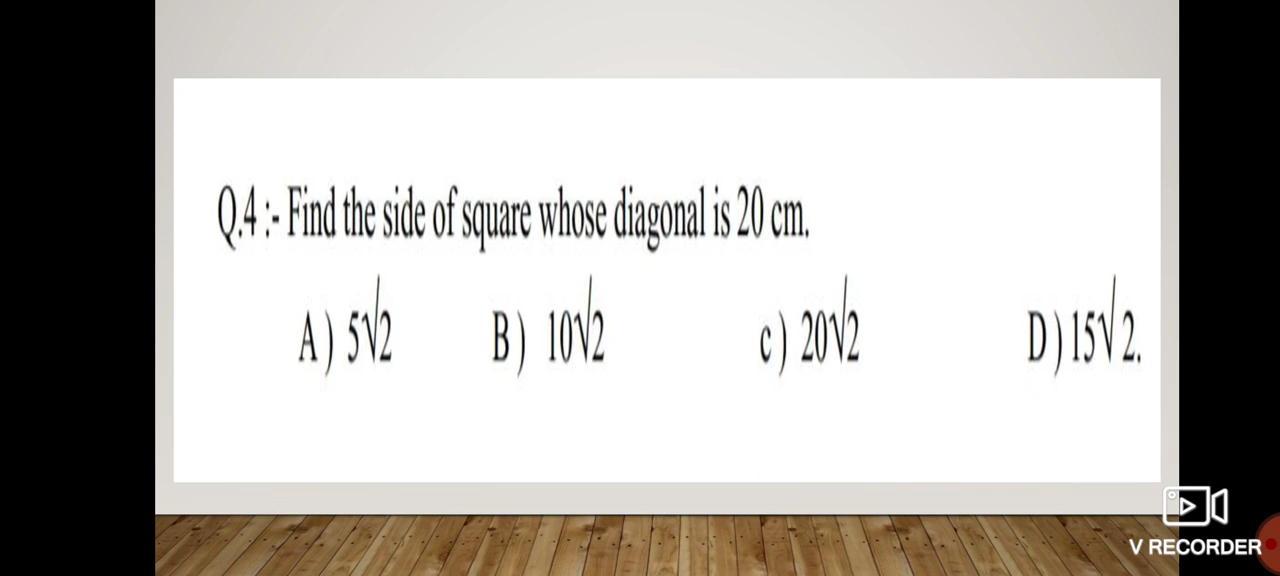 Q.4 :- Find the side of square whose diagonal is 20 cm.
A ) 5√2 B ) 10√2 c ) 20√2 D ) 15√ 2.
V RECORDER